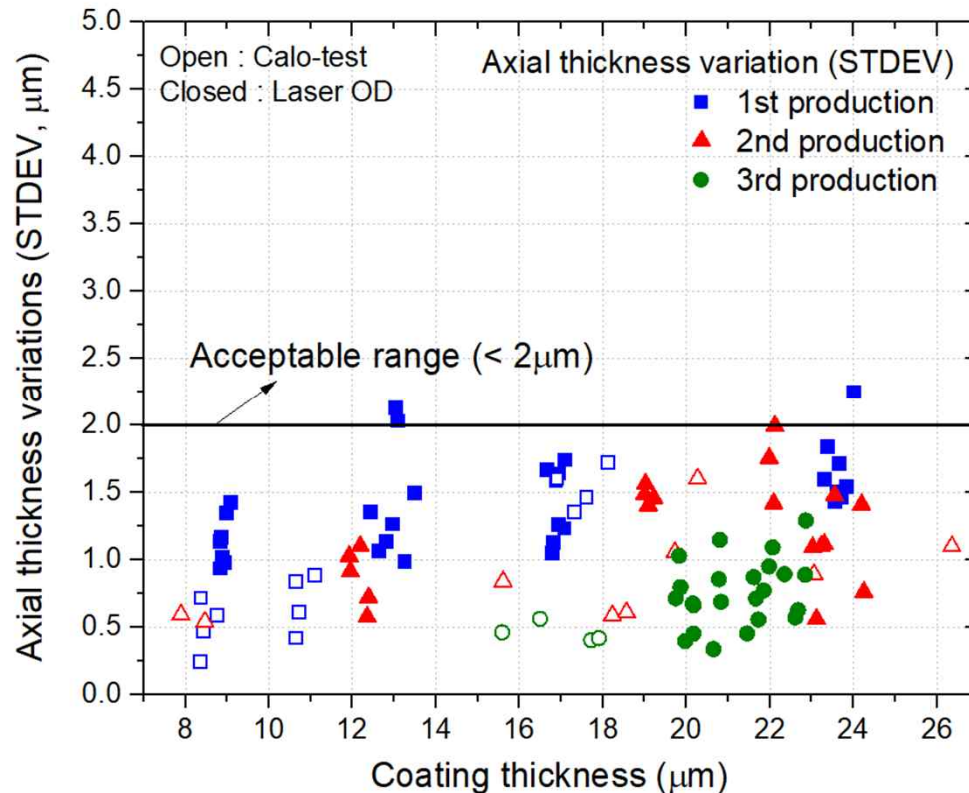 Open : Calo-test
Closed : Laser OD
Axial thickness variation (STDEV)
1st production
2nd production
3rd production
Acceptable range (< 2μm)
Axial thickness variations (STDEV, μm)
5.0
4.5
4.0
3.5
3.0
2.5
2.0
1.5
1.0
0.5
0.0
8 10 12 14 16 18 20 22 24 26
Coating thickness (μm)